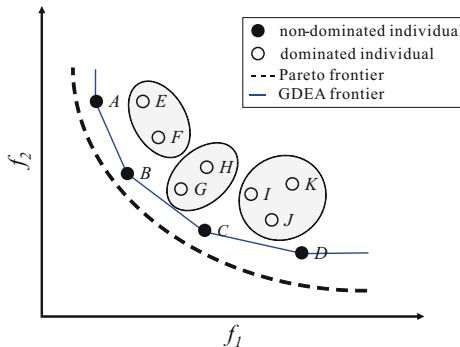 non-dominated individual
dominated individual
Pareto frontier
GDEA frontier
A
E
F
B
H
G
K
I
J
C
D
f2
f1